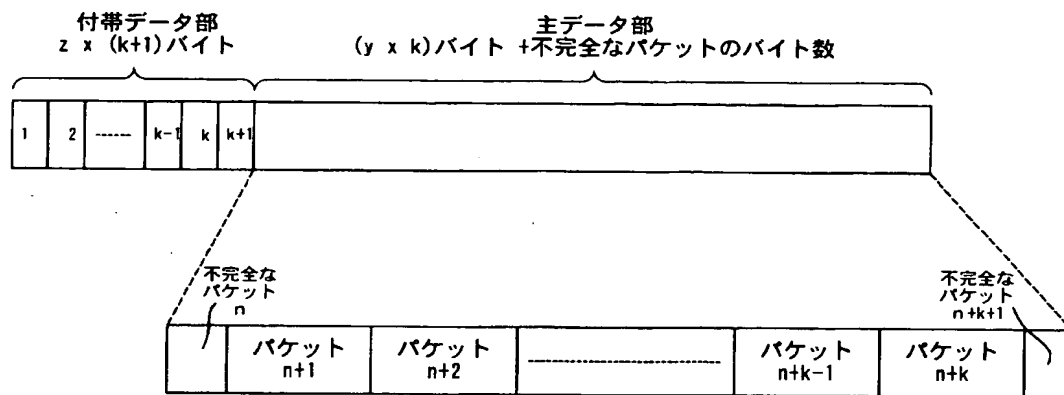 付帯データ部
z x (k+1)バイト
主データ部
(y x k)バイト +不完全なパケットのバイト数
1 2 ------ k-1 k k+1
不完全な
パケット
n
不完全な
パケット
n+k+1
パケット
n+1
パケット
n+2
パケット
n+k-1
パケット
n+k